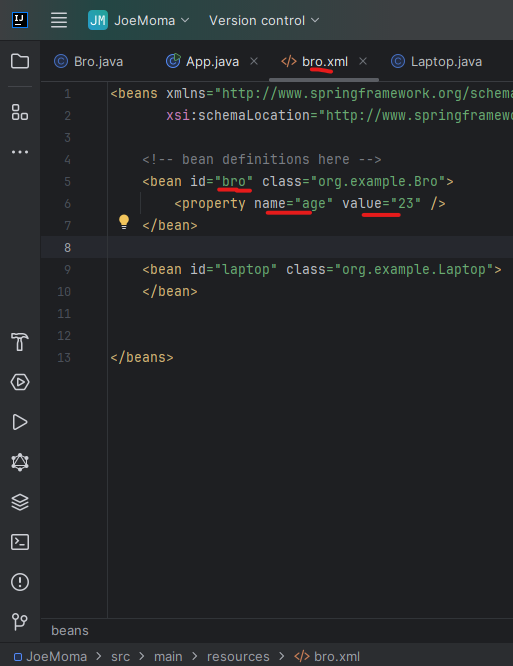 JM JoeMoma Version control
Bro.java App.java bro.xml Laptop.java
1 <beans xmlns="http://www.springframework.org/schema
2 xsi:schemaLocation="http://www.springframewo
3
4 <!-- bean definitions here -->
5 <bean id="bro" class="org.example.Bro">
6 <property name="age" value="23" />
7 </bean>
8
9 <bean id="laptop" class="org.example.Laptop">
10 </bean>
11
12
13 </beans>
beans
JoeMoma > src > main > resources > </> bro.xml